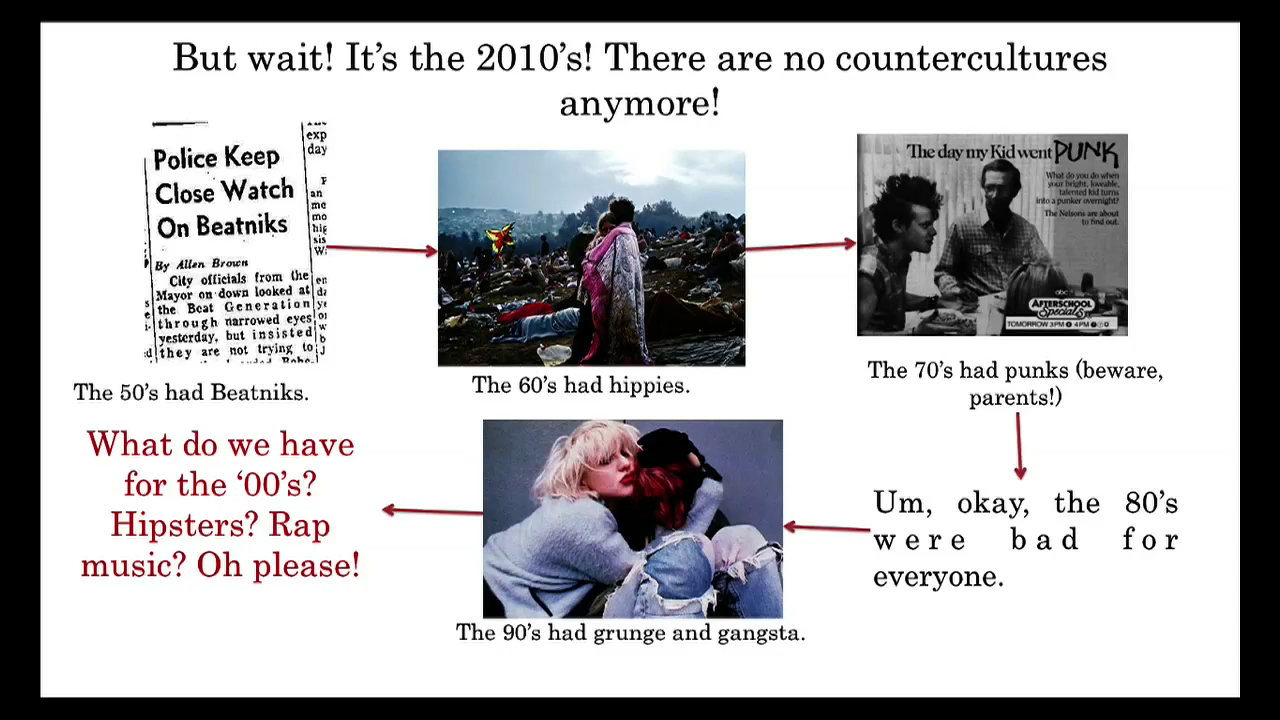 But wait! It's the 2010's! There are no countercultures
anymore!
exp
day
Police Keep
Close Watch
On Beatniks
By Allen Brown
City officials from the
Mayor on down looked at
the Beat Generation
through narrowed eyes
yesterday, but insisted
they are not trying to
The 50's had Beatniks.
The 60's had hippies.
The day my Kid went PUNK
What do you do when
your bright, loveable,
talented kid turns
into a punker overnight?
The Nelsons are about
to find out.
abc
AFTERSCHOOL
Specials
TOMORROW 3PM 4PM
The 70's had punks (beware,
parents!)
Um, okay, the 80's
were bad for
everyone.
The 90's had grunge and gangsta.
What do we have
for the '00's?
Hipsters? Rap
music? Oh please!